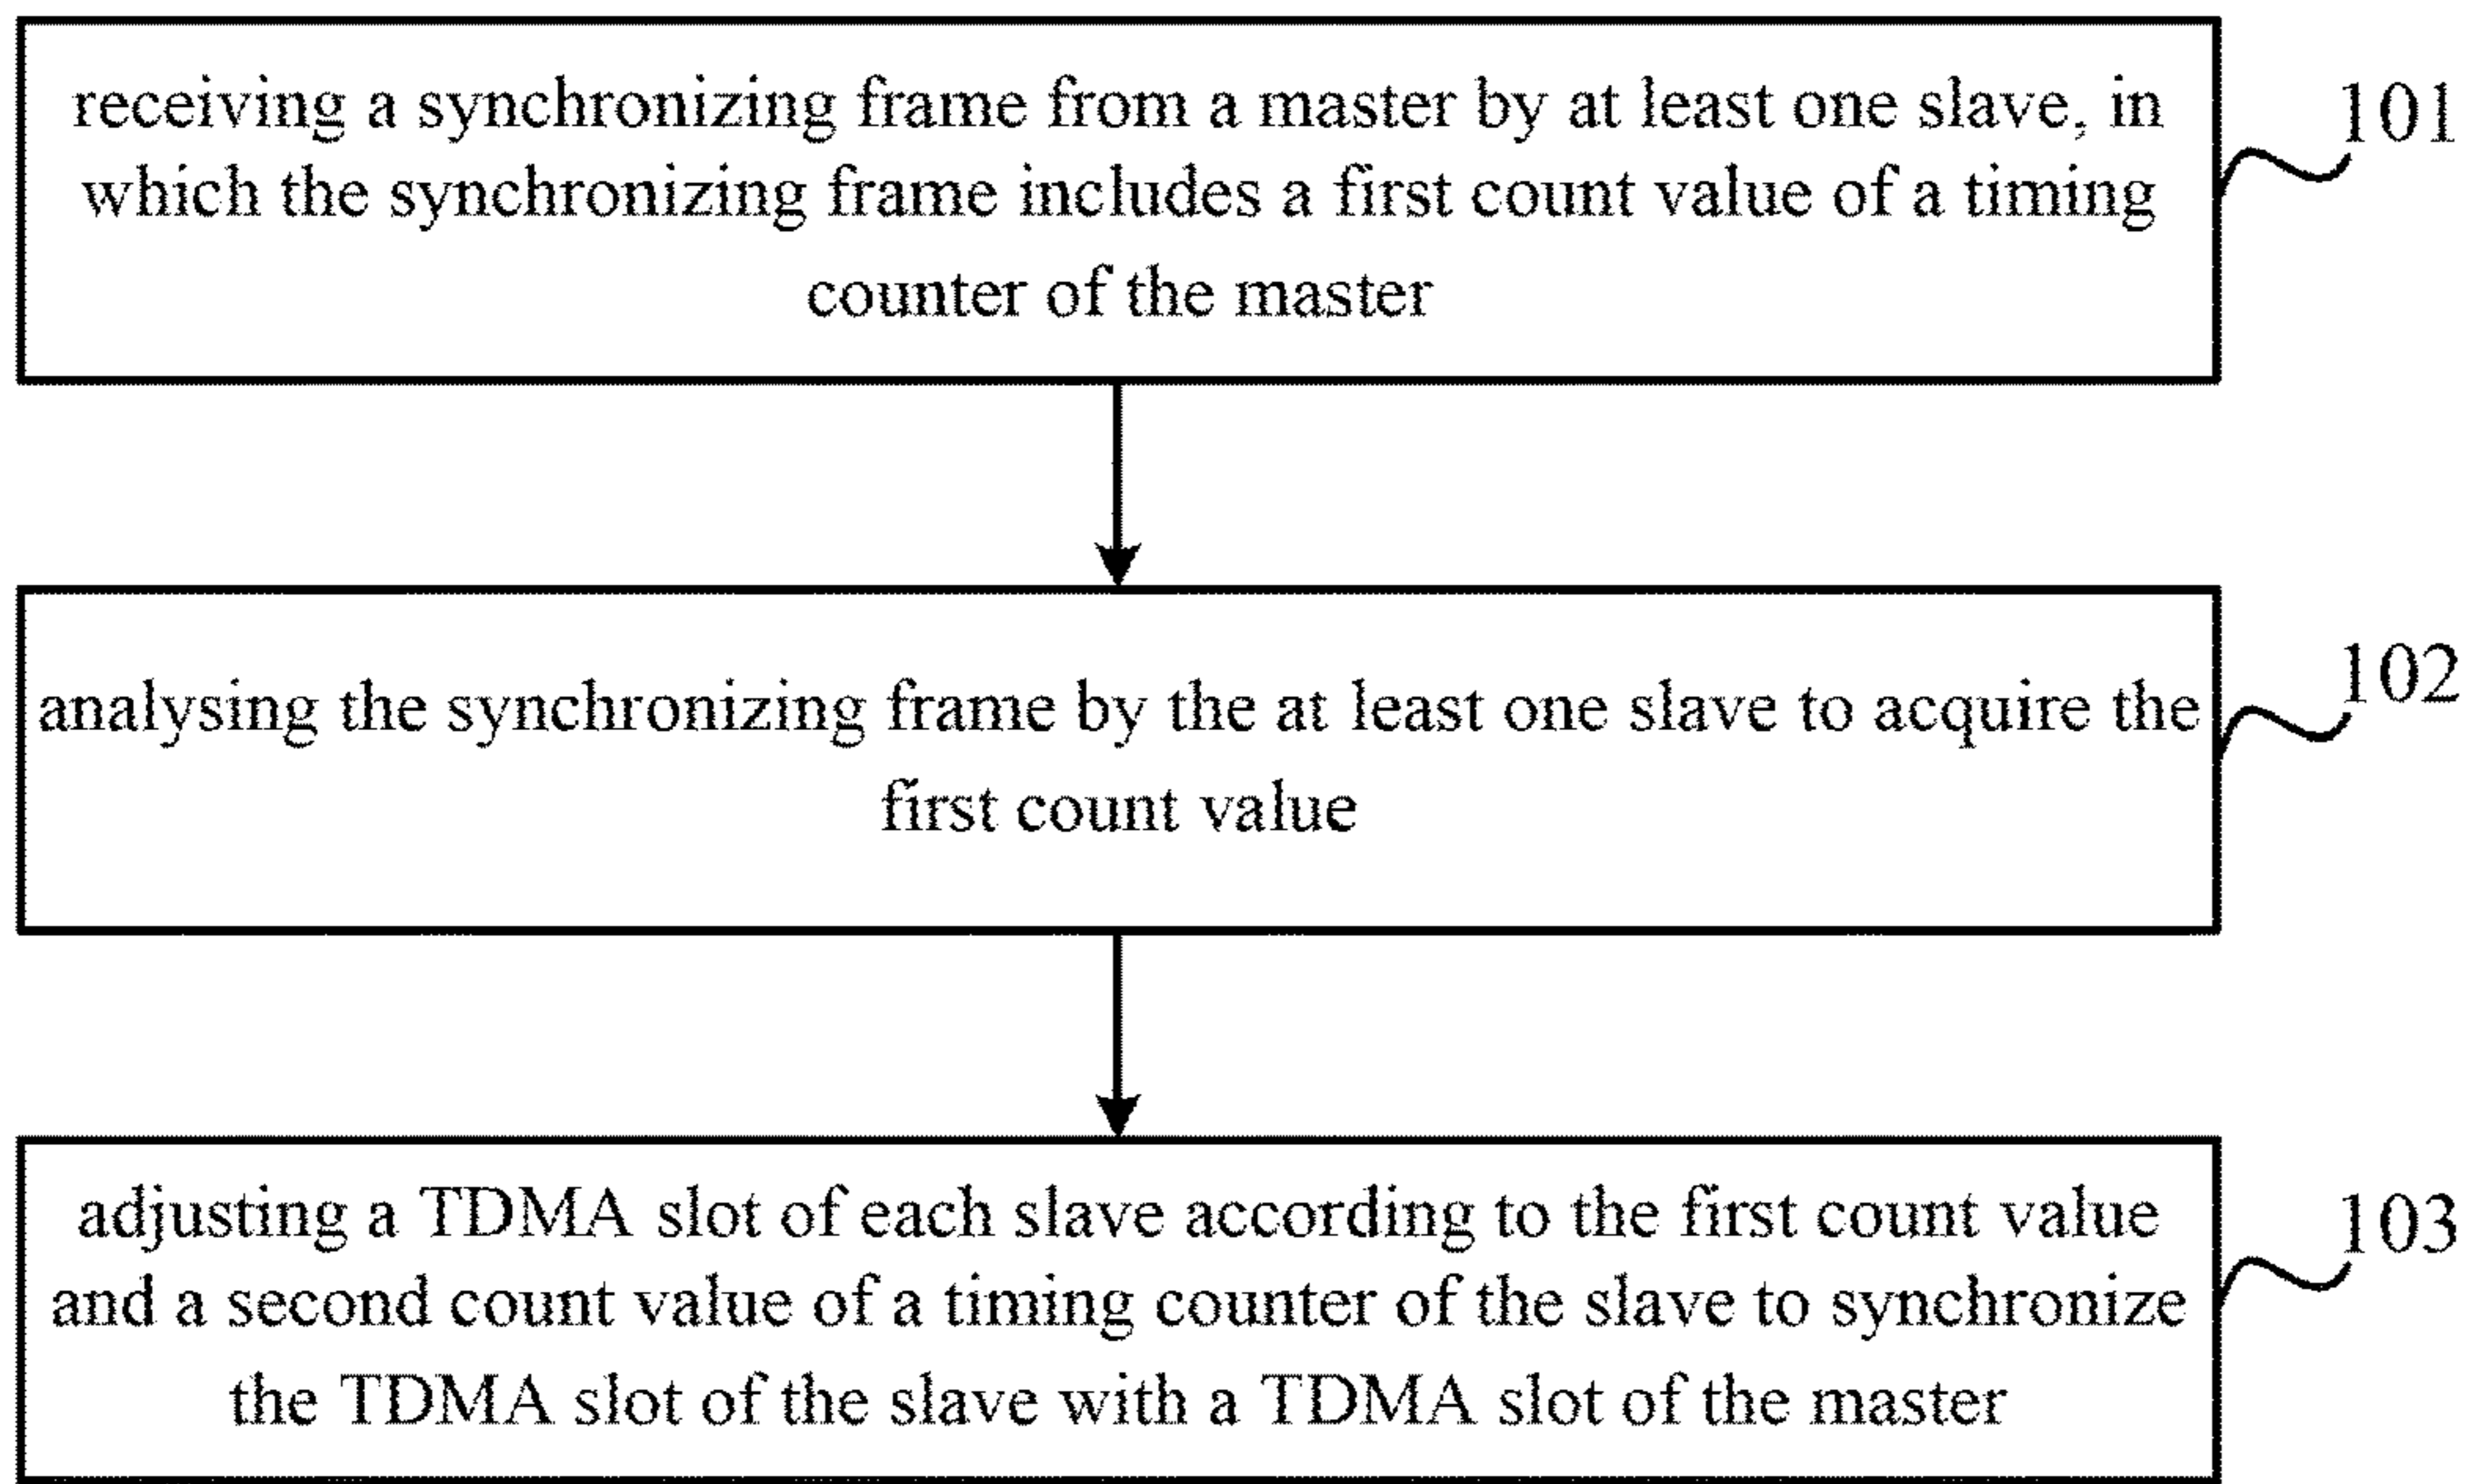 receiving a synchronizing frame from a master by at least one slave, in
which the synchronizing frame includes a first count value of a timing
counter of the master
101
analysing the synchronizing frame by the at least one slave to acquire the
first count value
102
adjusting a TDMA slot of each slave according to the first count value
and a second count value of a timing counter of the slave to synchronize
the TDMA slot of the slave with a TDMA slot of the master
103